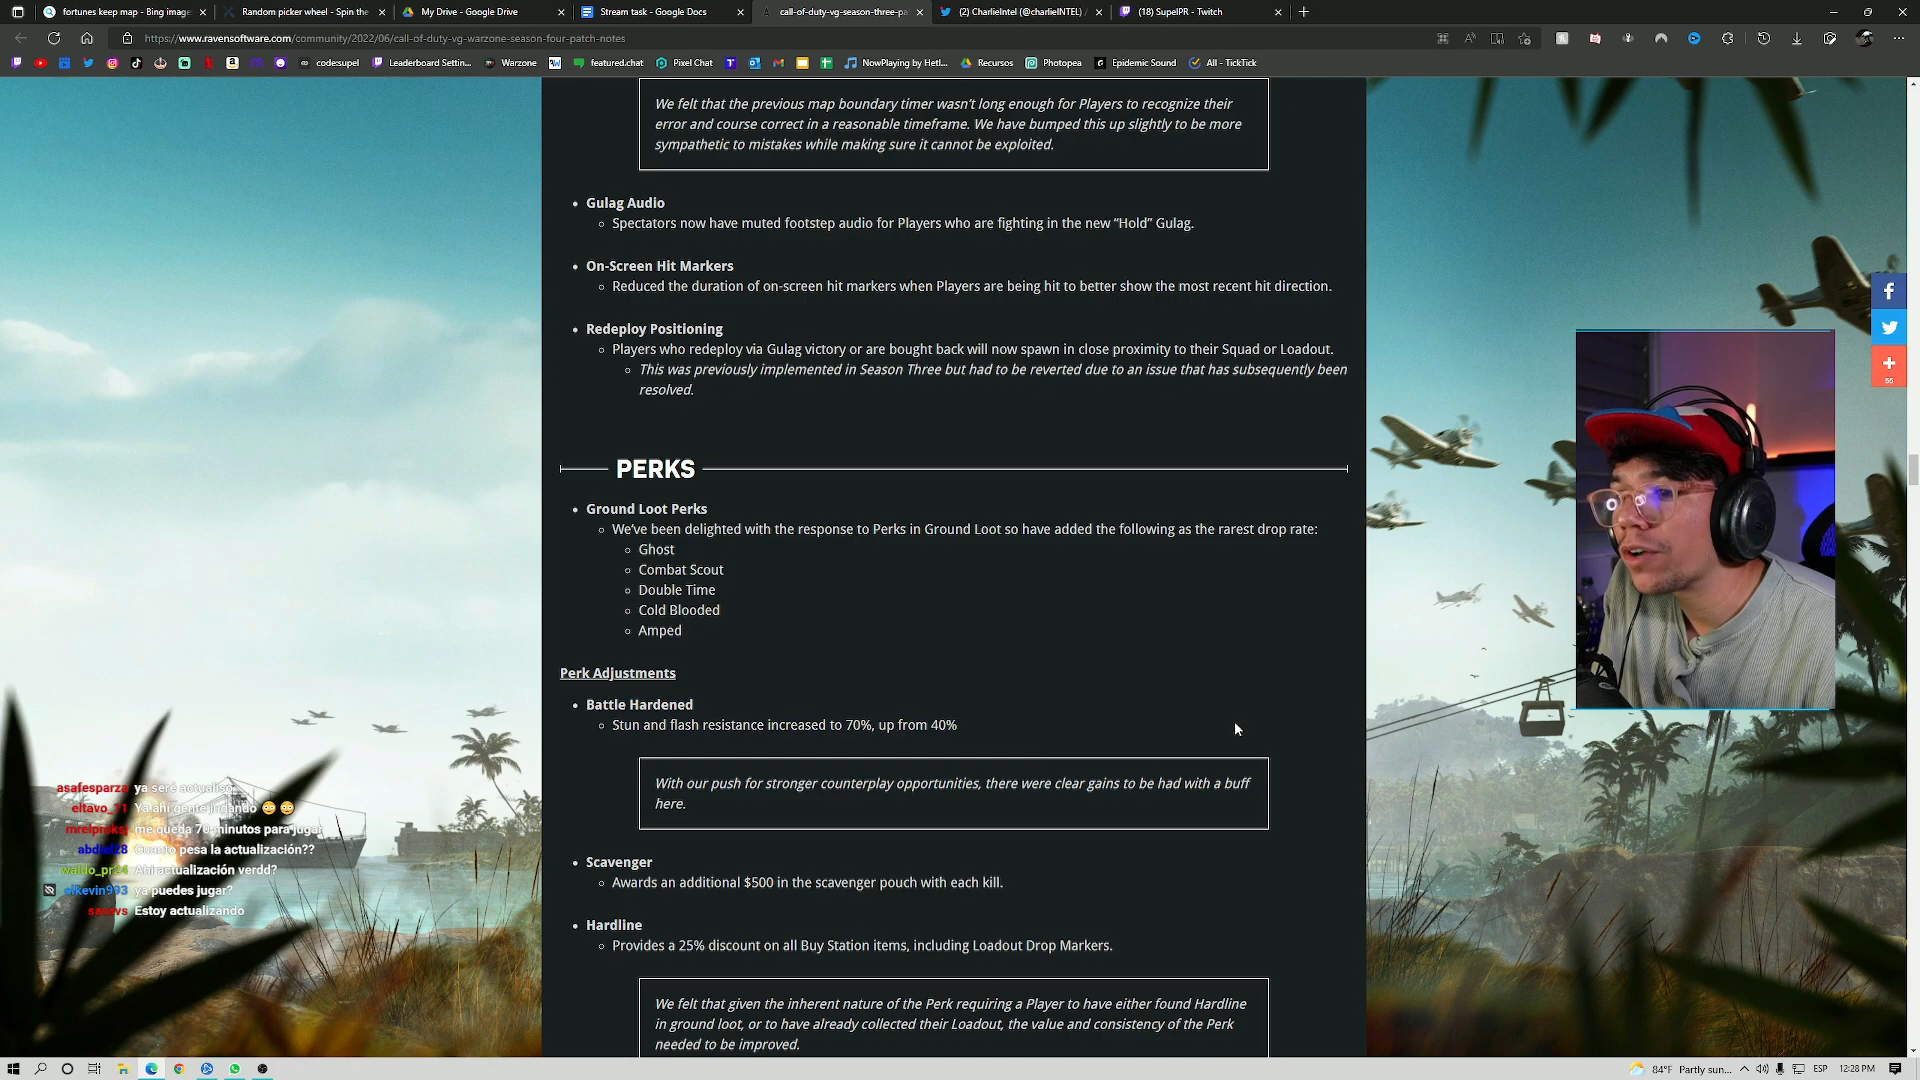 fortunes keep map - Bing image
Random picker wheel - Spin the
My Drive - Google Drive
Stream task - Google Docs
call-of-duty-vg-season-three-pa
(2) CharlieIntel (@charlieINTEL) /
(18) SupelPR - Twitch
https://www.ravensoftware.com/community/2022/06/call-of-duty-vg-warzone-season-four-patch-notes
codesupel
Leaderboard Settin...
Warzone
featured.chat
Pixel Chat
NowPlaying by Hetl...
Recursos
Photopea
Epidemic Sound
All - TickTick
We felt that the previous map boundary timer wasn't long enough for Players to recognize their
error and course correct in a reasonable timeframe. We have bumped this up slightly to be more
sympathetic to mistakes while making sure it cannot be exploited.
Gulag Audio
Spectators now have muted footstep audio for Players who are fighting in the new “Hold” Gulag.
On-Screen Hit Markers
Reduced the duration of on-screen hit markers when Players are being hit to better show the most recent hit direction.
Redeploy Positioning
Players who redeploy via Gulag victory or are bought back will now spawn in close proximity to their Squad or Loadout.
This was previously implemented in Season Three but had to be reverted due to an issue that has subsequently been
resolved.
56
PERKS
Ground Loot Perks
We've been delighted with the response to Perks in Ground Loot so have added the following as the rarest drop rate:
Ghost
Combat Scout
Double Time
Cold Blooded
Amped
Perk Adjustments
Battle Hardened
Stun and flash resistance increased to 70%, up from 40%
With our push for stronger counterplay opportunities, there were clear gains to be had with a buff
here.
Scavenger
Awards an additional $500 in the scavenger pouch with each kill.
Hardline
Provides a 25% discount on all Buy Station items, including Loadout Drop Markers.
We felt that given the inherent nature of the Perk requiring a Player to have either found Hardline
in ground loot, or to have already collected their Loadout, the value and consistency of the Perk
needed to be improved.
asafesparza ya seré actualiso
eltavo_11 Ya ahí gente jugando
me queda 70 minutos para jugar
Cuanto pesa la actualización??
waldo_pr24 Ahi actualización verdd?
elkevin993 ya puedes jugar?
Estoy actualizando
84°F Partly sun...
ESP
12:28 PM